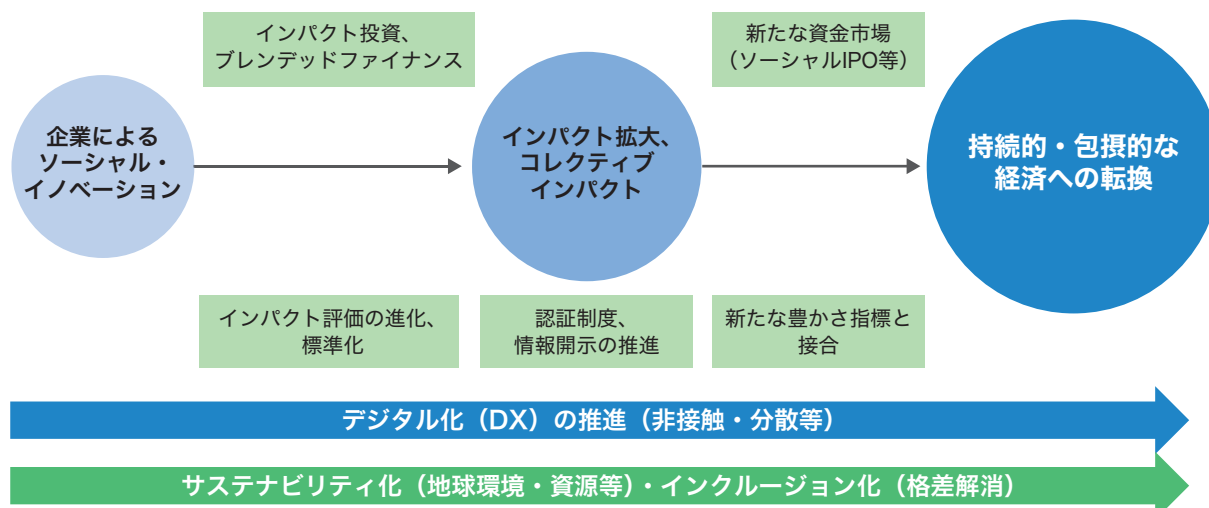 インパクト投資、
ブレンデッドファイナンス
新たな資金市場
（ソーシャルIPO等）
企業による
ソーシャル・
イノベーション
インパクト拡大、
コレクティブ
インパクト
持続的・包摂的な
経済への転換
インパクト評価の進化、
標準化
認証制度、
情報開示の推進
新たな豊かさ指標と
接合
デジタル化（DX）の推進（非接触・分散等）
サステナビリティ化（地球環境・資源等）・インクルージョン化（格差解消）